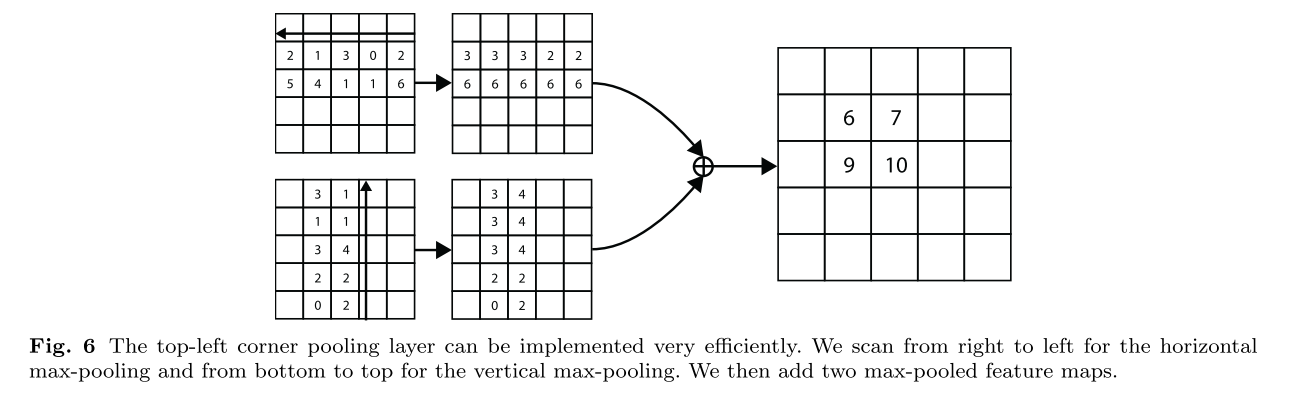 2 1 3 0 2
5 4 1 1 6
3 3 3 2 2
6 6 6 6 6
3 1
1 1
3 4
2 2
0 2
3 4
3 4
3 4
2 2
0 2
6 7
9 10
Fig. 6 The top-left corner pooling layer can be implemented very efficiently. We scan from right to left for the horizontal
max-pooling and from bottom to top for the vertical max-pooling. We then add two max-pooled feature maps.